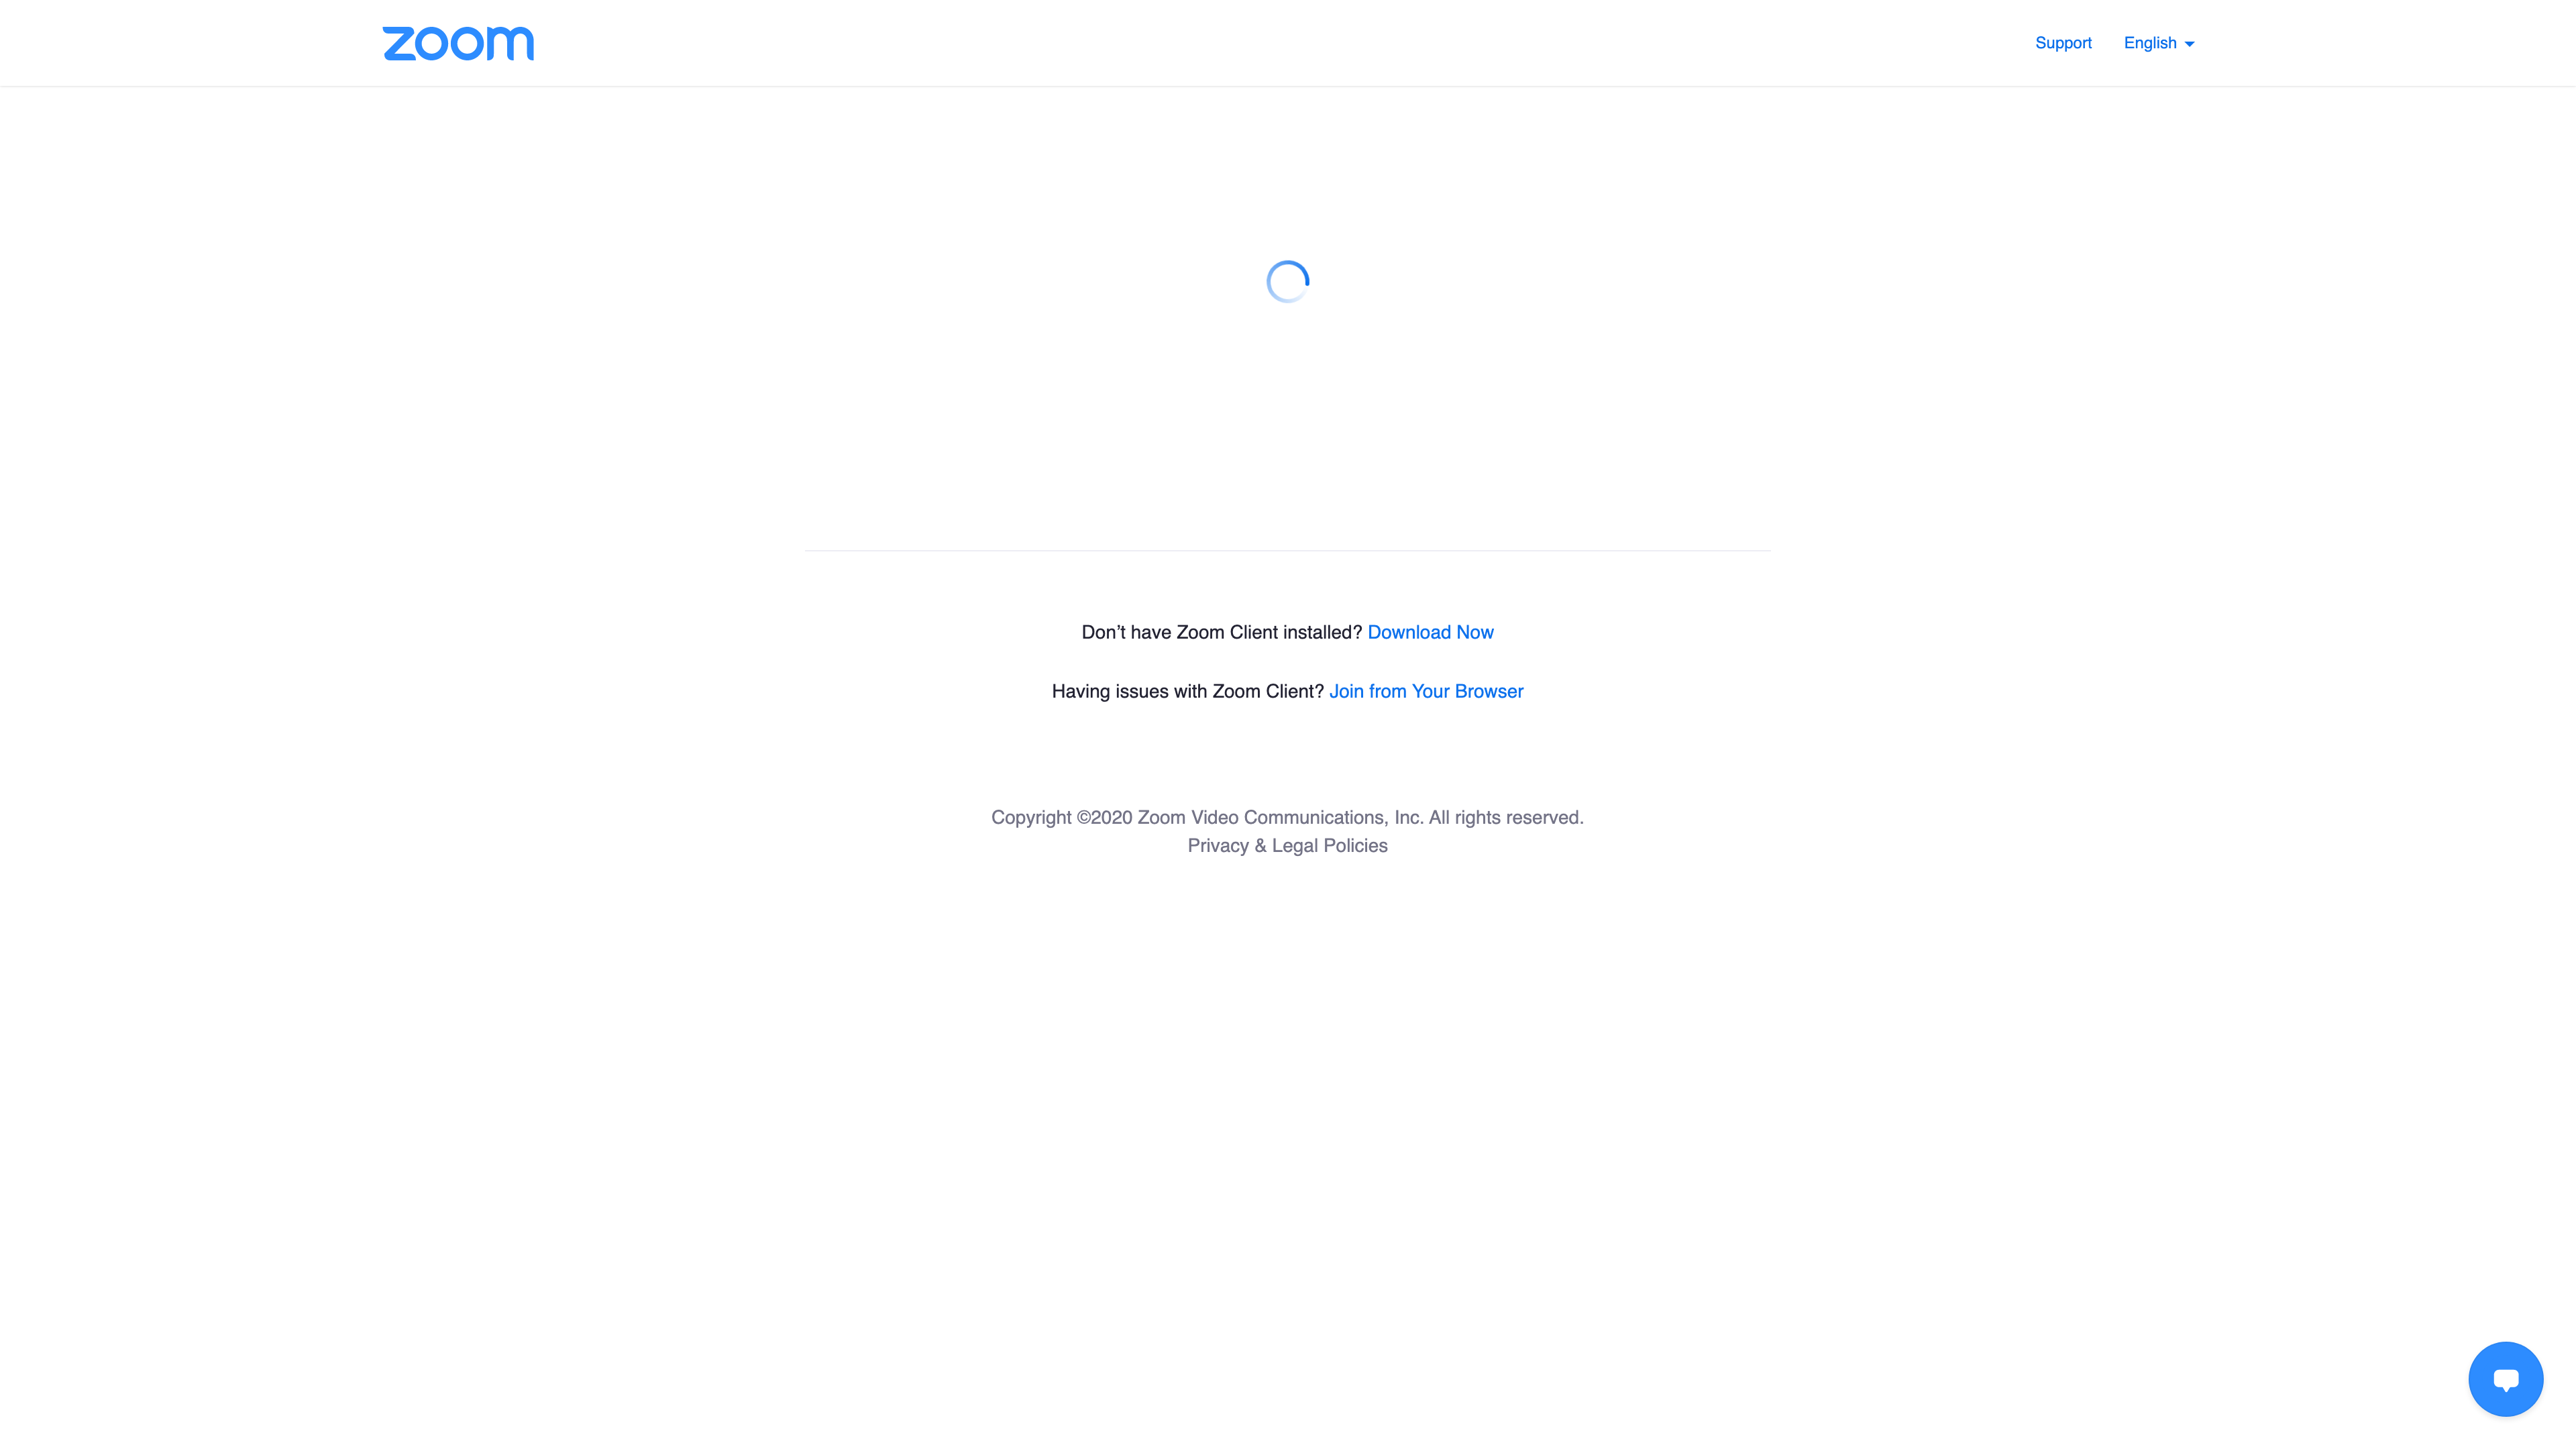 zoom
Support
English
Don’t have Zoom Client installed? Download Now
Having issues with Zoom Client? Join from Your Browser
Copyright ©2020 Zoom Video Communications, Inc. All rights reserved.
Privacy & Legal Policies